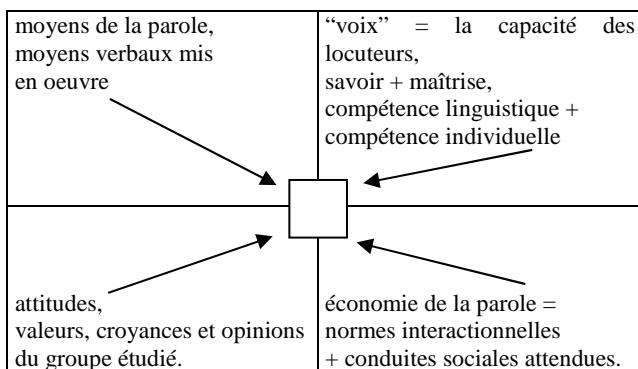 moyens de la parole,
moyens verbaux mis
en oeuvre
“voix” = la capacité des
locuteurs,
savoir + maîtrise,
compétence linguistique +
compétence individuelle
attitudes,
valeurs, croyances et opinions
du groupe étudié.
économie de la parole =
normes interactionnelles
+ conduites sociales attendues.